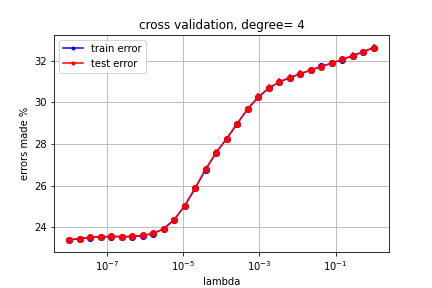 cross validation, degree= 4
train error
test error
errors made %
32
30
28
26
24
10⁻⁷
10⁻⁵
10⁻³
10⁻¹
lambda